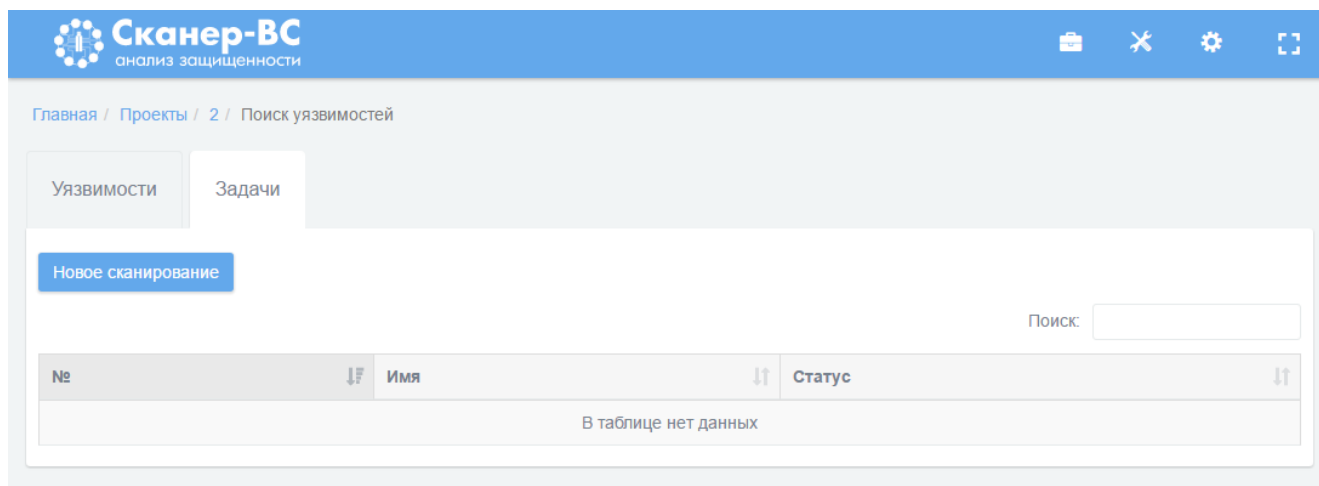 Сканер-ВС
анализ защищенности
Главная / Проекты / 2 / Поиск уязвимостей
Уязвимости Задачи
Новое сканирование
Поиск:
№ Имя Статус
В таблице нет данных